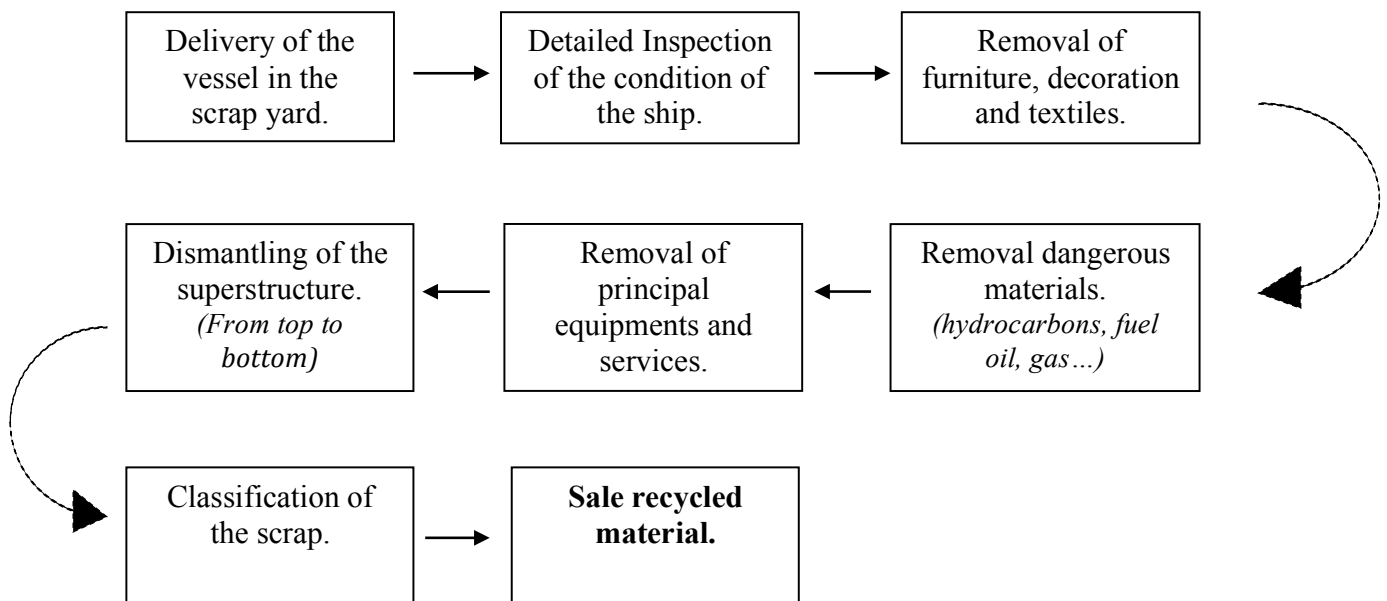 Delivery of the
vessel in the
scrap yard.
Detailed Inspection
of the condition of
the ship.
Removal of
furniture, decoration
and textiles.
Removal dangerous
materials.
(hydrocarbons, fuel
oil, gas…)
Removal of
principal
equipments and
services.
Dismantling of the
superstructure.
(From top to
bottom)
Classification of
the scrap.
Sale recycled
material.